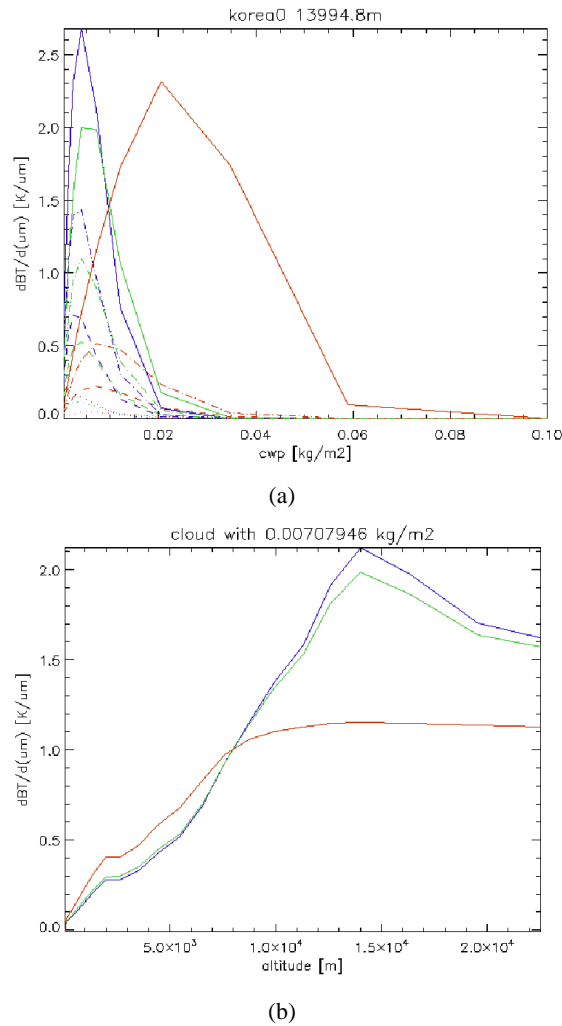 korea0 13994.8m
dBT/d(um) [K/um]
2.5
2.0
1.5
1.0
0.5
0.0
0.02 0.04 0.06 0.08 0.10
cwp [kg/m2]
(a)
cloud with 0.00707946 kg/m2
dBT/d(um) [K/um]
2.0
1.5
1.0
0.5
0.0
5.0×10³ 1.0×10⁴ 1.5×10⁴ 2.0×10⁴
altitude [m]
(b)